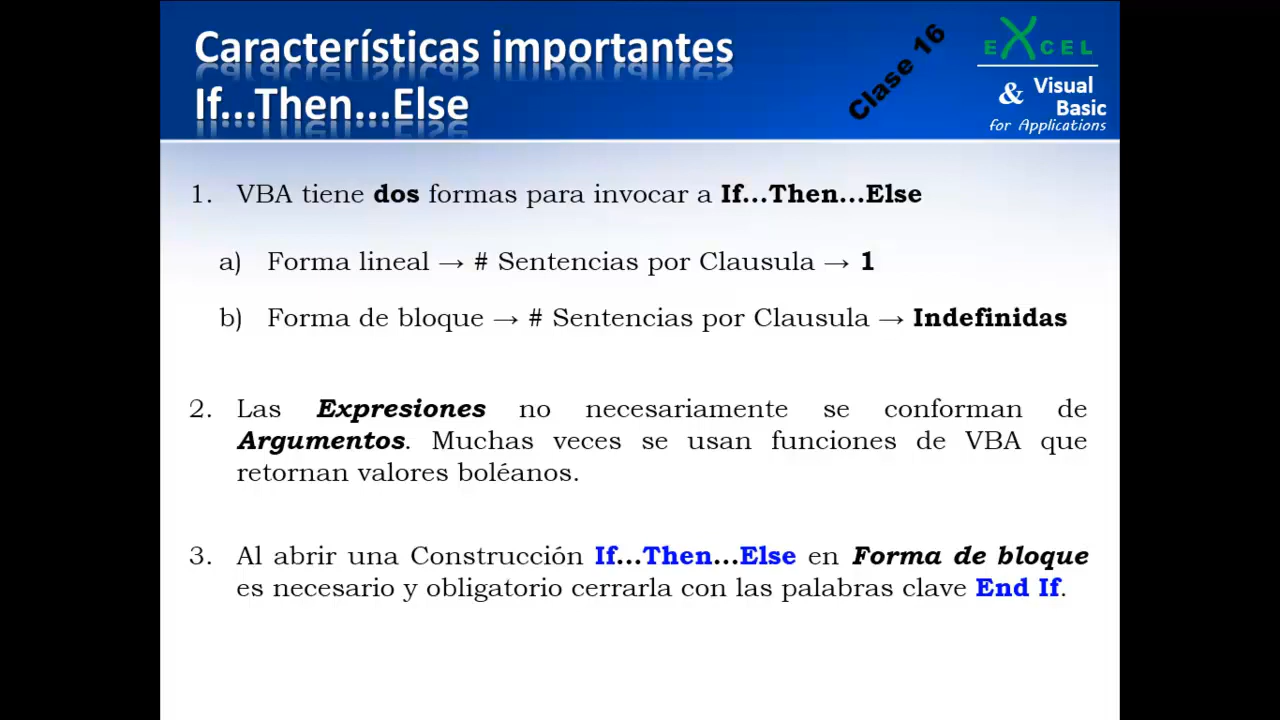 Características importantes
If...Then...Else
Clase 16
EXCEL
& Visual
Basic
for Applications
1. VBA tiene dos formas para invocar a If...Then...Else
a) Forma lineal → # Sentencias por Clausula → 1
b) Forma de bloque → # Sentencias por Clausula → Indefinidas
2. Las Expresiones no necesariamente se conforman de
Argumentos. Muchas veces se usan funciones de VBA que
retornan valores boléanos.
3. Al abrir una Construcción If...Then...Else en Forma de bloque
es necesario y obligatorio cerrarla con las palabras clave End If.